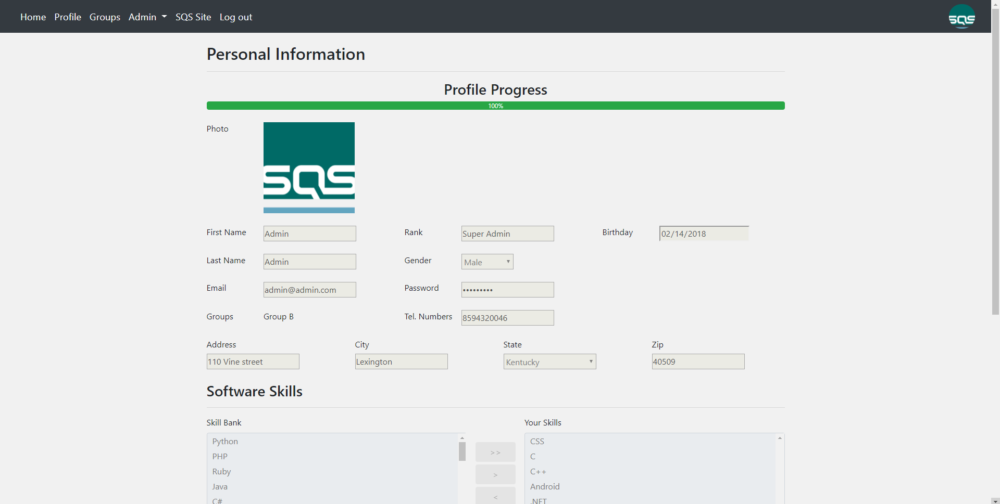 Home Profile Groups Admin SQS Site Log out SQS
Personal Information
Profile Progress
100%
Photo
SQS
First Name Admin Rank Super Admin Birthday 02/14/2018
Last Name Admin Gender Male
Email admin@admin.com Password •••••••••
Groups Group B Tel. Numbers 8594320046
Address City State Zip
110 Vine street Lexington Kentucky 40509
Software Skills
Skill Bank Your Skills
Python CSS
>>
PHP C
Ruby > C++
Java Android
< 
C# .NET